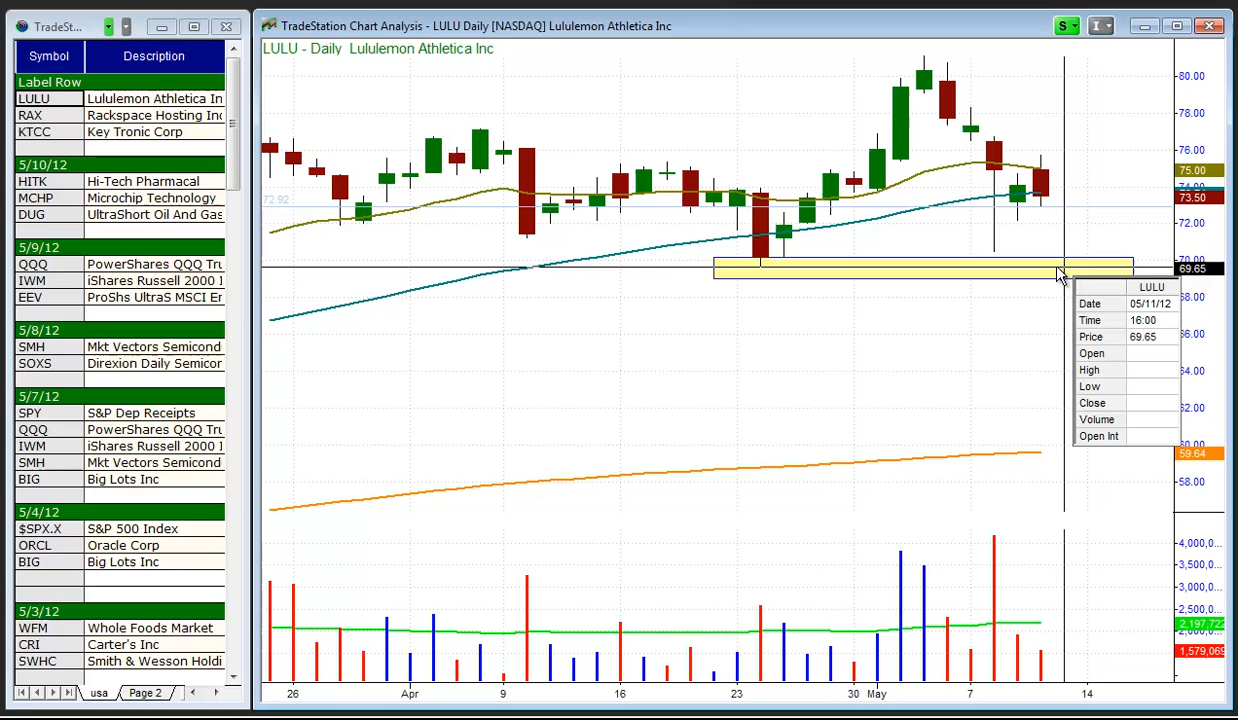 TradeSt...
Symbol Description
Label Row
LULU Lululemon Athletica In
RAX Rackspace Hosting Inc
KTCC Key Tronic Corp
5/10/12
HITK Hi-Tech Pharmacal
MCHP Microchip Technology
DUG UltraShort Oil And Gas
5/9/12
QQQ PowerShares QQQ Tru
IWM iShares Russell 2000 I
EEV ProShs UltraS MSCI Er
5/8/12
SMH Mkt Vectors Semicond
SOXS Direxion Daily Semicor
5/7/12
SPY S&P Dep Receipts
QQQ PowerShares QQQ Tru
IWM iShares Russell 2000 I
SMH Mkt Vectors Semicond
BIG Big Lots Inc
5/4/12
$SPX.X S&P 500 Index
ORCL Oracle Corp
BIG Big Lots Inc
5/3/12
WFM Whole Foods Market
CRI Carter's Inc
SWHC Smith & Wesson Holdi
usa Page 2
TradeStation Chart Analysis - LULU Daily [NASDAQ] Lululemon Athletica Inc
S I
LULU - Daily Lululemon Athletica Inc
80.00
78.00
76.00
75.00
74.00
73.50
72.92
72.00
70.00
69.65
68.00
66.00
64.00
62.00
60.00
59.64
58.00
LULU
Date 05/11/12
Time 16:00
Price 69.65
Open
High
Low
Close
Volume
Open Int
4,000,0...
3,500,0...
3,000,0...
2,500,0...
2,197,722
2,000,0...
1,579,069
26 Apr 9 16 23 30 May 7 14